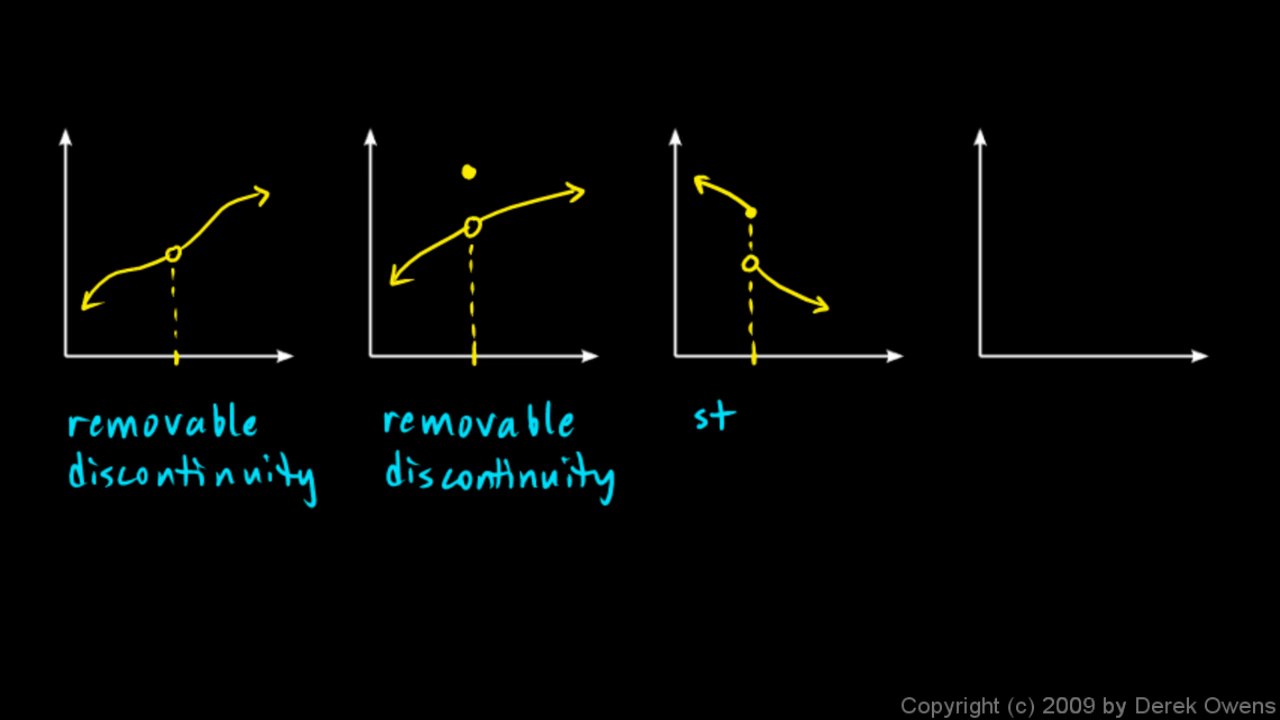 removable
discontinuity
removable
discontinuity
st
Copyright (c) 2009 by Derek Owens